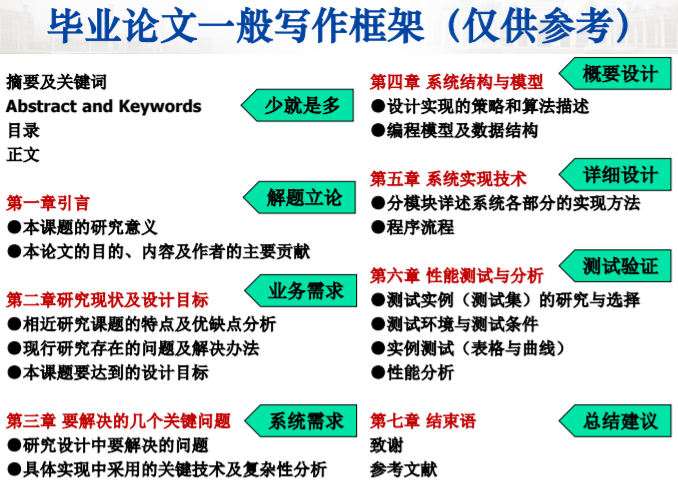 毕业论文一般写作框架（仅供参考）
摘要及关键词
Abstract and Keywords
少就是多
目录
正文
第一章引言
解题立论
●本课题的研究意义
●本论文的目的、内容及作者的主要贡献
第二章研究现状及设计目标
业务需求
●相近研究课题的特点及优缺点分析
●现行研究存在的问题及解决办法
●本课题要达到的设计目标
第三章 要解决的几个关键问题
系统需求
●研究设计中要解决的问题
●具体实现中采用的关键技术及复杂性分析
第四章 系统结构与模型
概要设计
●设计实现的策略和算法描述
●编程模型及数据结构
第五章 系统实现技术
详细设计
●分模块详述系统各部分的实现方法
●程序流程
第六章 性能测试与分析
测试验证
●测试实例（测试集）的研究与选择
●测试环境与测试条件
●实例测试（表格与曲线）
●性能分析
第七章 结束语
总结建议
致谢
参考文献